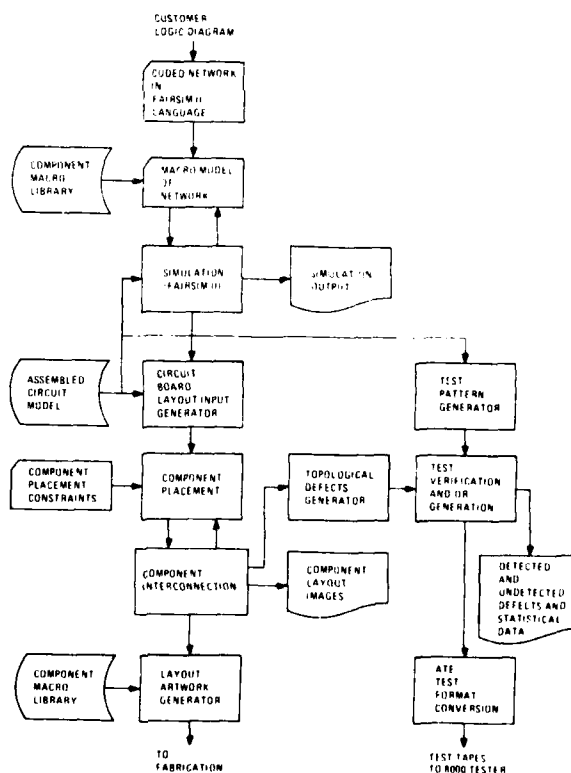 CUSTOMER
LOGIC DIAGRAM
CODED NETWORK
IN
FAIRSIM II
LANGUAGE
COMPONENT
MACRO
LIBRARY
MACRO MODEL
OF
NETWORK
SIMULATION
(FAIRSIM II)
SIMULATION
OUTPUT
ASSEMBLED
CIRCUIT
MODEL
CIRCUIT
BOARD
LAYOUT INPUT
GENERATOR
TEST
PATTERN
GENERATOR
COMPONENT
PLACEMENT
CONSTRAINTS
COMPONENT
PLACEMENT
TOPOLOGICAL
DEFECTS
GENERATOR
TEST
VERIFICATION
AND OR
GENERATION
COMPONENT
INTERCONNECTION
COMPONENT
LAYOUT
IMAGES
DETECTED
AND
UNDETECTED
DEFECTS AND
STATISTICAL
DATA
COMPONENT
MACRO
LIBRARY
LAYOUT
ARTWORK
GENERATOR
ATE
TEST
FORMAT
CONVERSION
TO
FABRICATION
TEST TAPES
TO 8000 TESTER